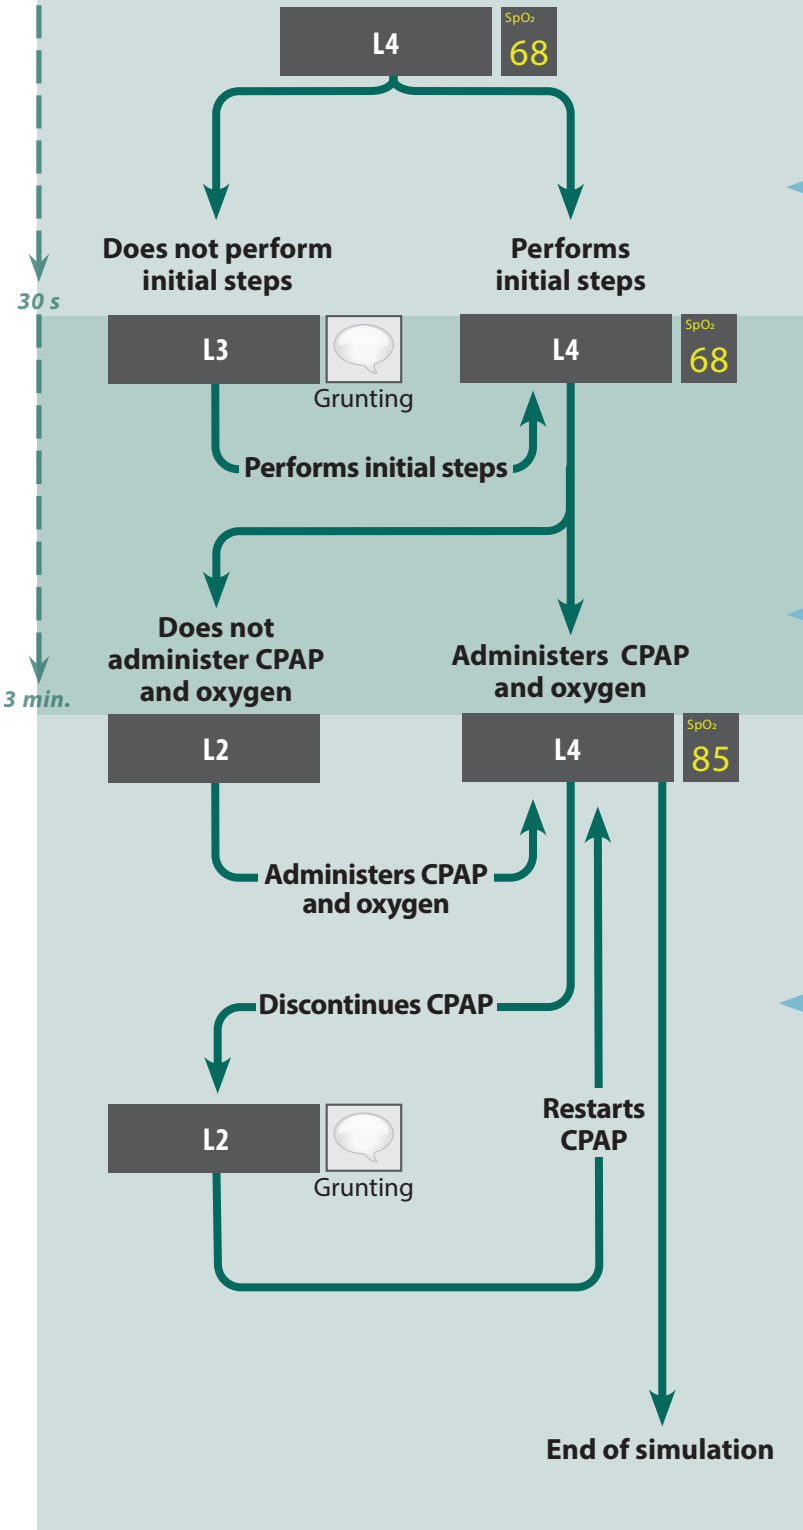 L4
SpO₂
68
Does not perform
initial steps
Performs
initial steps
30 s
L3
Grunting
L4
SpO₂
68
Performs initial steps
Does not
administer CPAP
and oxygen
Administers CPAP
and oxygen
3 min.
L2
L4
SpO₂
85
Administers CPAP
and oxygen
Discontinues CPAP
L2
Grunting
Restarts
CPAP
End of simulation